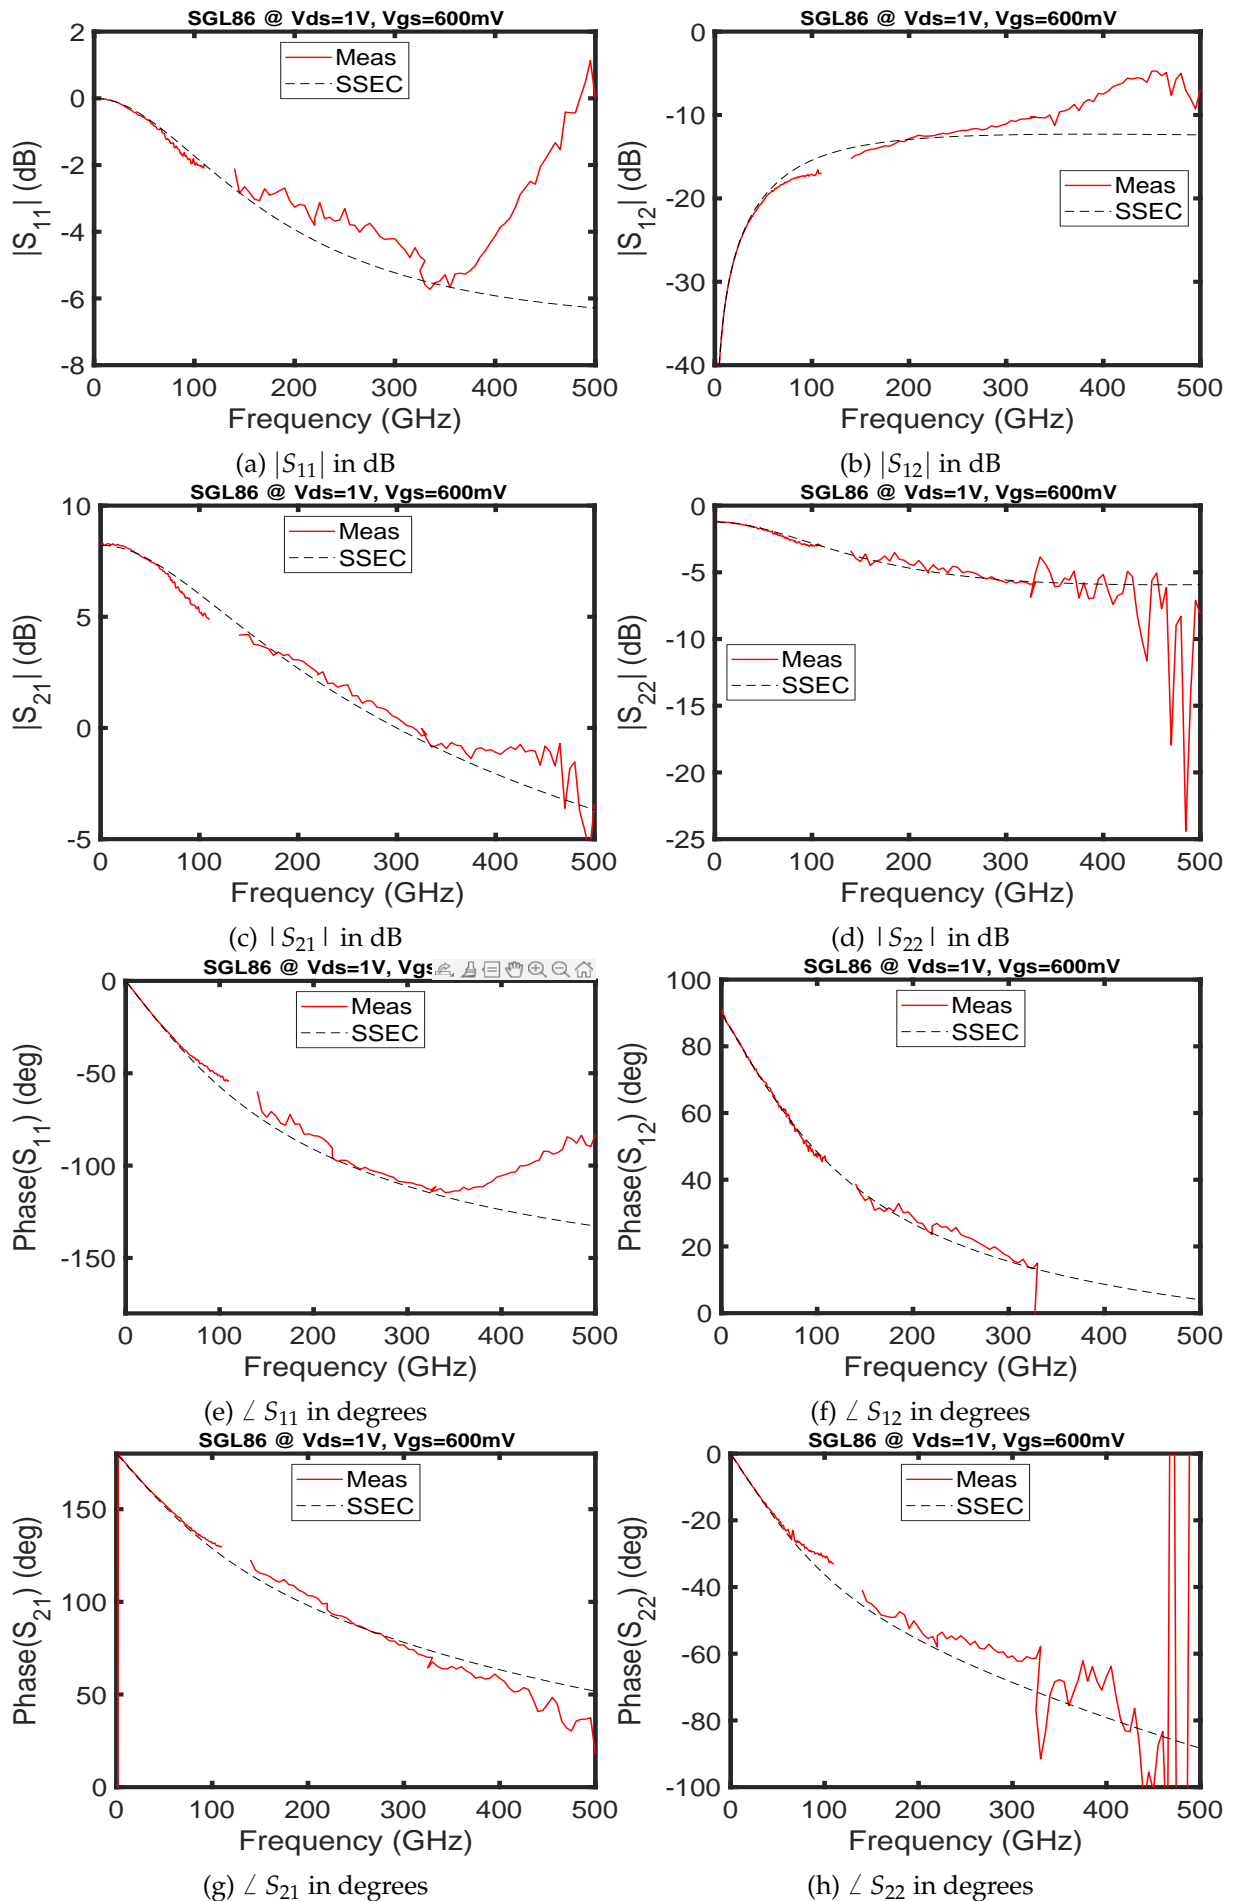 SGL86 @ Vds=1V, Vgs=600mV
2
0
-2
-4
-6
-8
|S11| (dB)
Meas
SSEC
0 100 200 300 400 500
Frequency (GHz)
(a) |S11| in dB
SGL86 @ Vds=1V, Vgs=600mV
0
-10
-20
-30
-40
|S12| (dB)
Meas
SSEC
0 100 200 300 400 500
Frequency (GHz)
(b) |S12| in dB
SGL86 @ Vds=1V, Vgs=600mV
10
5
0
-5
|S21| (dB)
Meas
SSEC
0 100 200 300 400 500
Frequency (GHz)
(c) |S21| in dB
SGL86 @ Vds=1V, Vgs=600mV
0
-5
-10
-15
-20
-25
|S22| (dB)
Meas
SSEC
0 100 200 300 400 500
Frequency (GHz)
(d) |S22| in dB
SGL86 @ Vds=1V, Vgs
0
-50
-100
-150
Phase(S11) (deg)
Meas
SSEC
0 100 200 300 400 500
Frequency (GHz)
(e) ∠ S11 in degrees
SGL86 @ Vds=1V, Vgs=600mV
100
80
60
40
20
0
Phase(S12) (deg)
Meas
SSEC
0 100 200 300 400 500
Frequency (GHz)
(f) ∠ S12 in degrees
SGL86 @ Vds=1V, Vgs=600mV
150
100
50
0
Phase(S21) (deg)
Meas
SSEC
0 100 200 300 400 500
Frequency (GHz)
(g) ∠ S21 in degrees
SGL86 @ Vds=1V, Vgs=600mV
0
-20
-40
-60
-80
-100
Phase(S22) (deg)
Meas
SSEC
0 100 200 300 400 500
Frequency (GHz)
(h) ∠ S22 in degrees